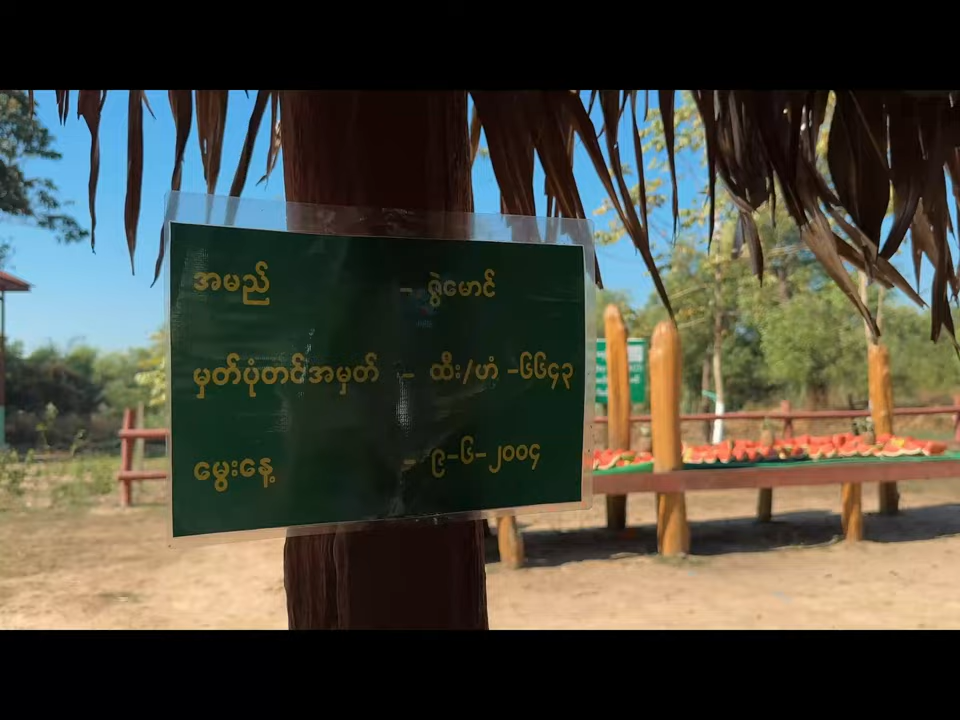 အမည် - ဂွဲမောင်
မှတ်ပုံတင်အမှတ် - ထီး/ဟံ -၆၆၄၃
မွေးနေ့ - ၉-၆-၂၀၀၄